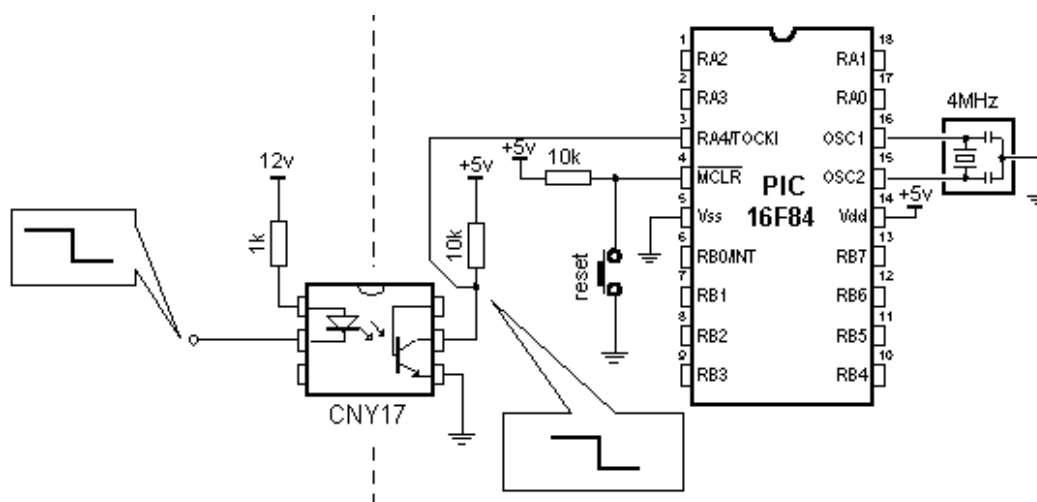 12v
1k
CNY17
+5v
10k
+5v
10k
reset
1
2
3
4
5
6
7
8
9
RA2
RA3
RA4/TOCKI
MCLR
Vss
RB0/INT
RB1
RB2
RB3
PIC
16F84
18
17
16
15
14
13
12
11
10
RA1
RA0
OSC1
OSC2
Vdd
RB7
RB6
RB5
RB4
+5v
4MHz